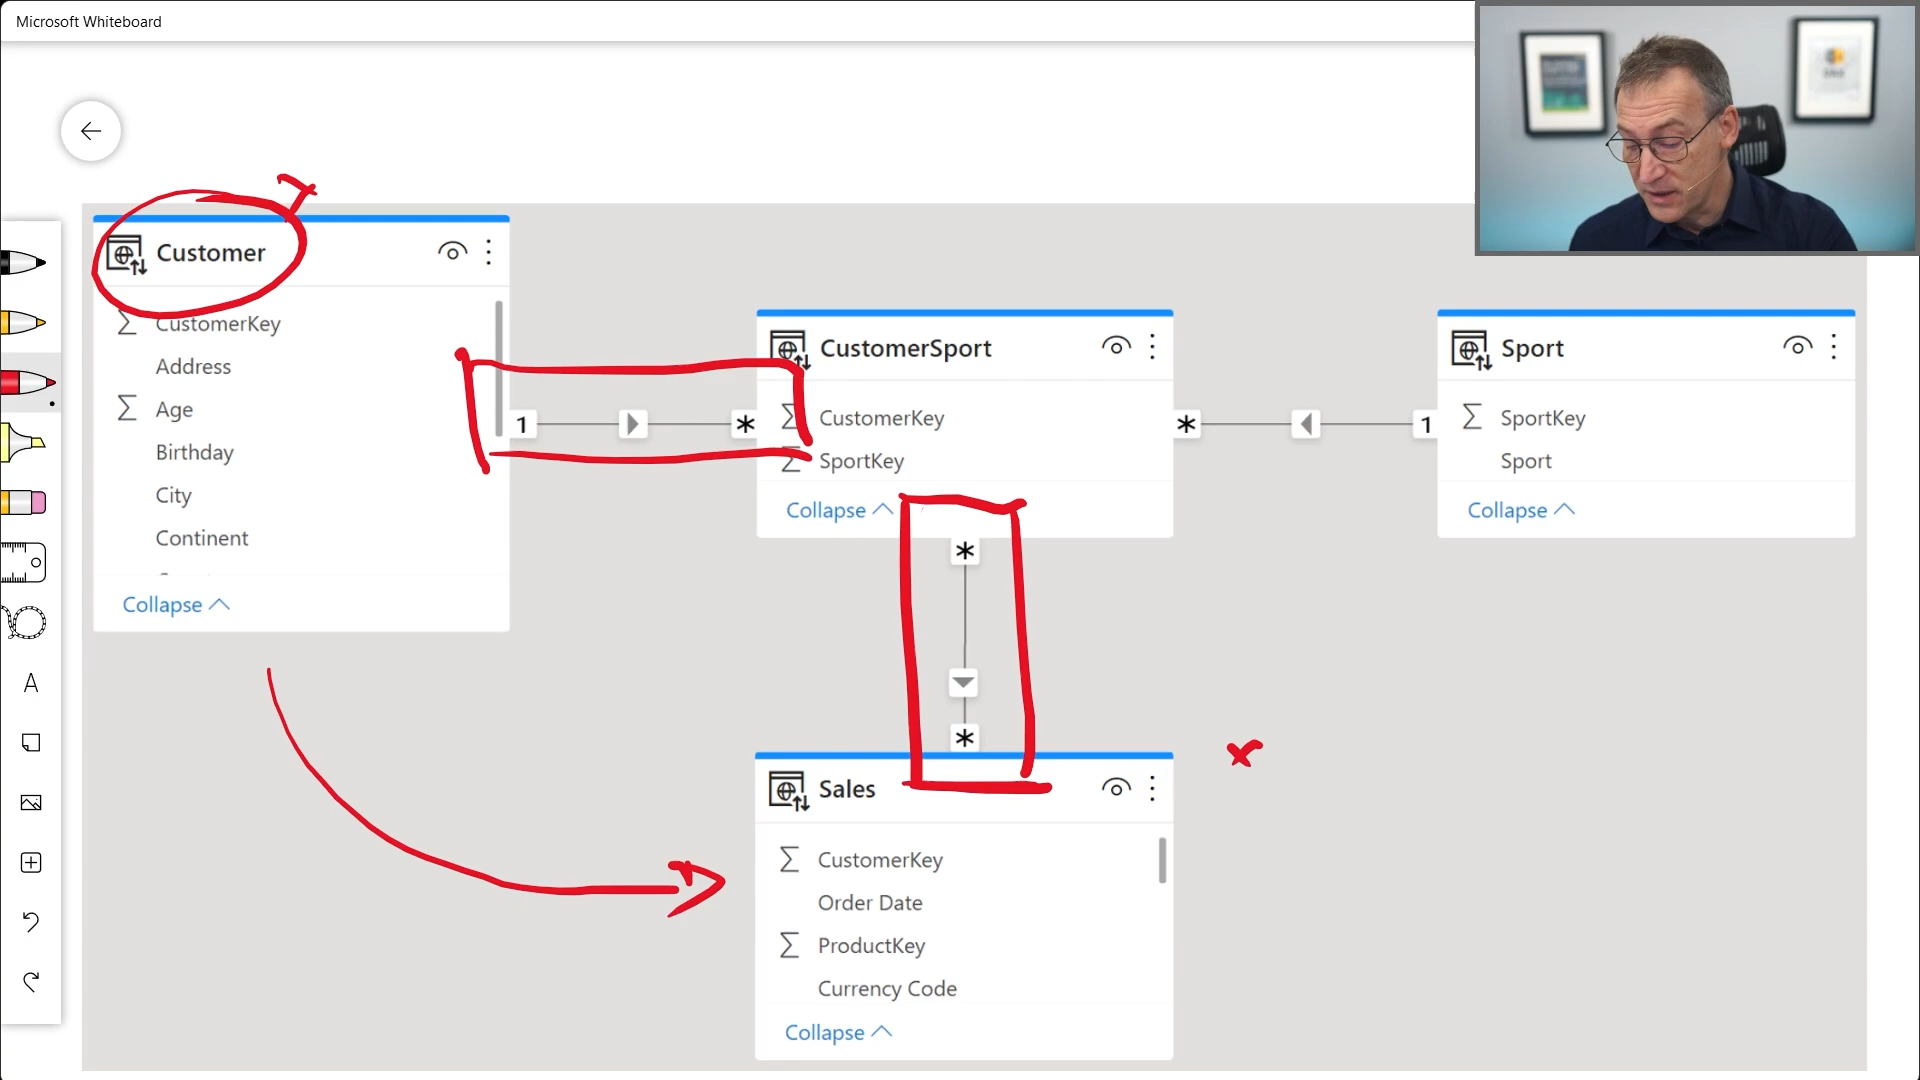 Microsoft Whiteboard
Customer
CustomerKey
Address
Age
Birthday
City
Continent
Collapse
1
*
CustomerSport
CustomerKey
SportKey
Collapse
*
1
Sport
SportKey
Sport
Collapse
*
*
Sales
CustomerKey
Order Date
ProductKey
Currency Code
Collapse